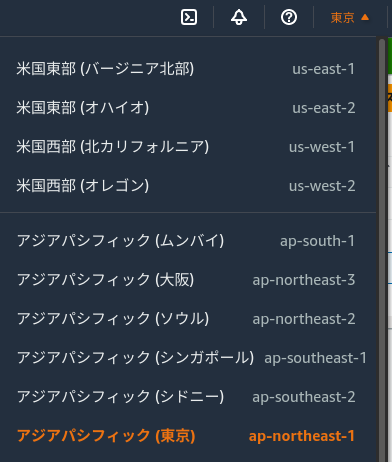 東京
米国東部 (バージニア北部) us-east-1
米国東部 (オハイオ) us-east-2
米国西部 (北カリフォルニア) us-west-1
米国西部 (オレゴン) us-west-2
アジアパシフィック (ムンバイ) ap-south-1
アジアパシフィック (大阪) ap-northeast-3
アジアパシフィック (ソウル) ap-northeast-2
アジアパシフィック (シンガポール) ap-southeast-1
アジアパシフィック (シドニー) ap-southeast-2
アジアパシフィック (東京) ap-northeast-1